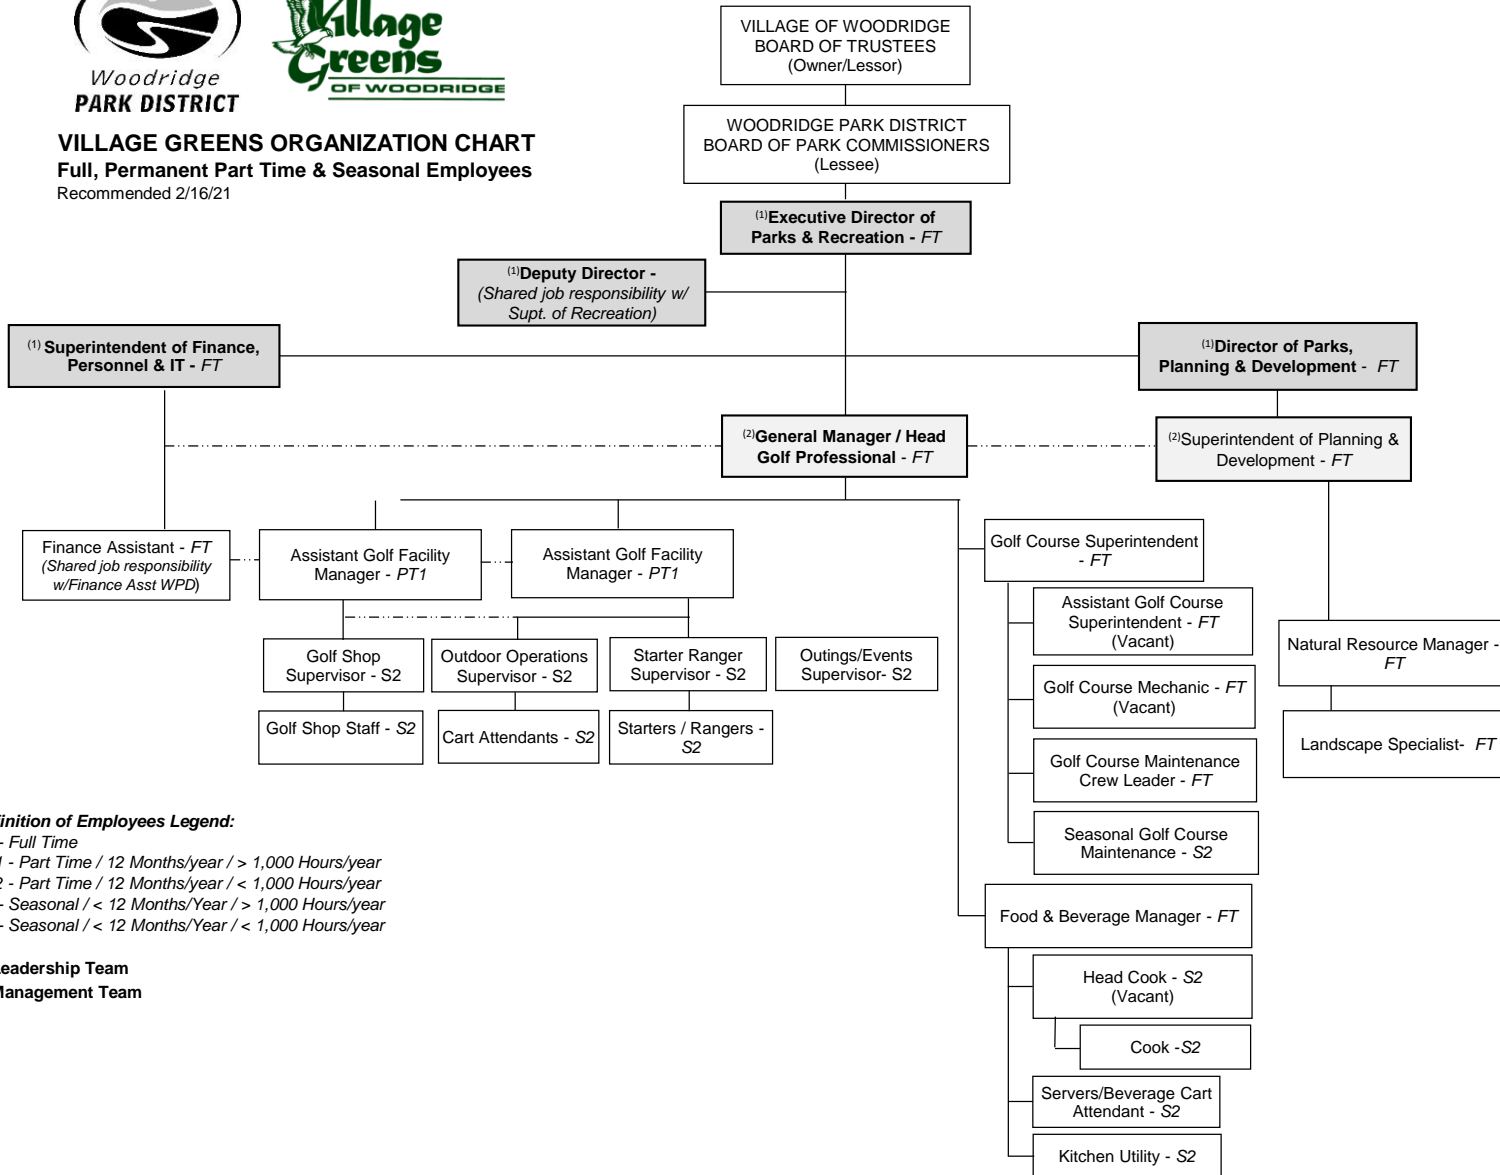 Woodridge
PARK DISTRICT
Village
Greens
OF WOODRIDGE
VILLAGE GREENS ORGANIZATION CHART
Full, Permanent Part Time & Seasonal Employees
Recommended 2/16/21
VILLAGE OF WOODRIDGE
BOARD OF TRUSTEES
(Owner/Lessor)
WOODRIDGE PARK DISTRICT
BOARD OF PARK COMMISSIONERS
(Lessee)
(1)Executive Director of
Parks & Recreation - FT
(1)Deputy Director -
(Shared job responsibility w/
Supt. of Recreation)
(1) Superintendent of Finance,
Personnel & IT - FT
(1)Director of Parks,
Planning & Development - FT
(2)General Manager / Head
Golf Professional - FT
(2)Superintendent of Planning &
Development - FT
Finance Assistant - FT
(Shared job responsibility
w/Finance Asst WPD)
Assistant Golf Facility
Manager - PT1
Assistant Golf Facility
Manager - PT1
Golf Shop
Supervisor - S2
Outdoor Operations
Supervisor - S2
Starter Ranger
Supervisor - S2
Outings/Events
Supervisor- S2
Golf Shop Staff - S2
Cart Attendants - S2
Starters / Rangers -
S2
Golf Course Superintendent
- FT
Assistant Golf Course
Superintendent - FT
(Vacant)
Golf Course Mechanic - FT
(Vacant)
Golf Course Maintenance
Crew Leader - FT
Seasonal Golf Course
Maintenance - S2
Natural Resource Manager -
FT
Landscape Specialist- FT
Food & Beverage Manager - FT
Head Cook - S2
(Vacant)
Cook -S2
Servers/Beverage Cart
Attendant - S2
Kitchen Utility - S2
inition of Employees Legend:
- Full Time
- Part Time / 12 Months/year / > 1,000 Hours/year
2 - Part Time / 12 Months/year / < 1,000 Hours/year
- Seasonal / < 12 Months/Year / > 1,000 Hours/year
- Seasonal / < 12 Months/Year / < 1,000 Hours/year
eadership Team
Management Team